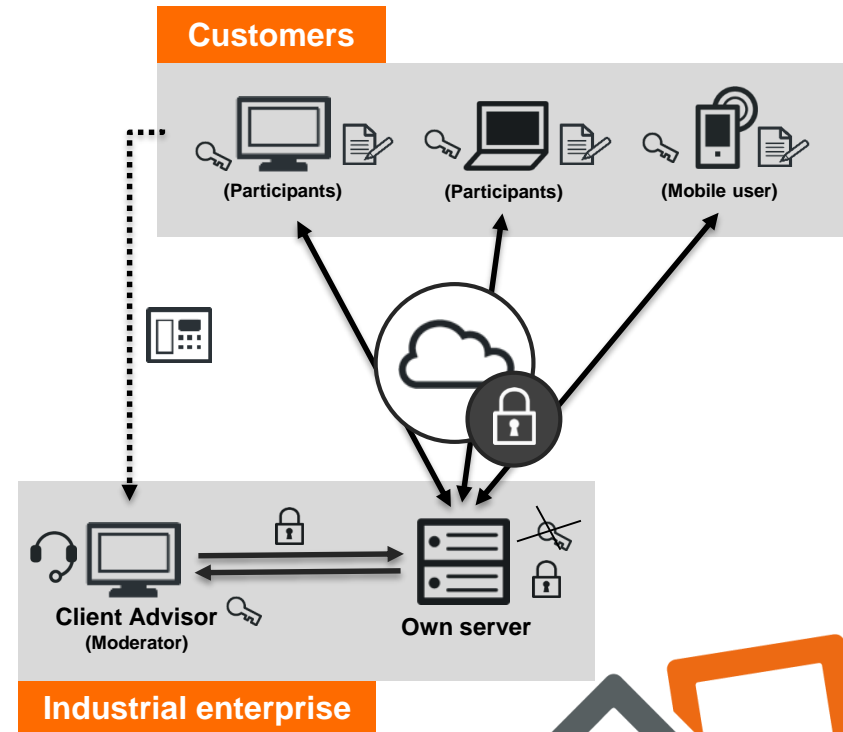 Customers
(Participants)
(Participants)
(Mobile user)
Client Advisor
(Moderator)
Own server
Industrial enterprise